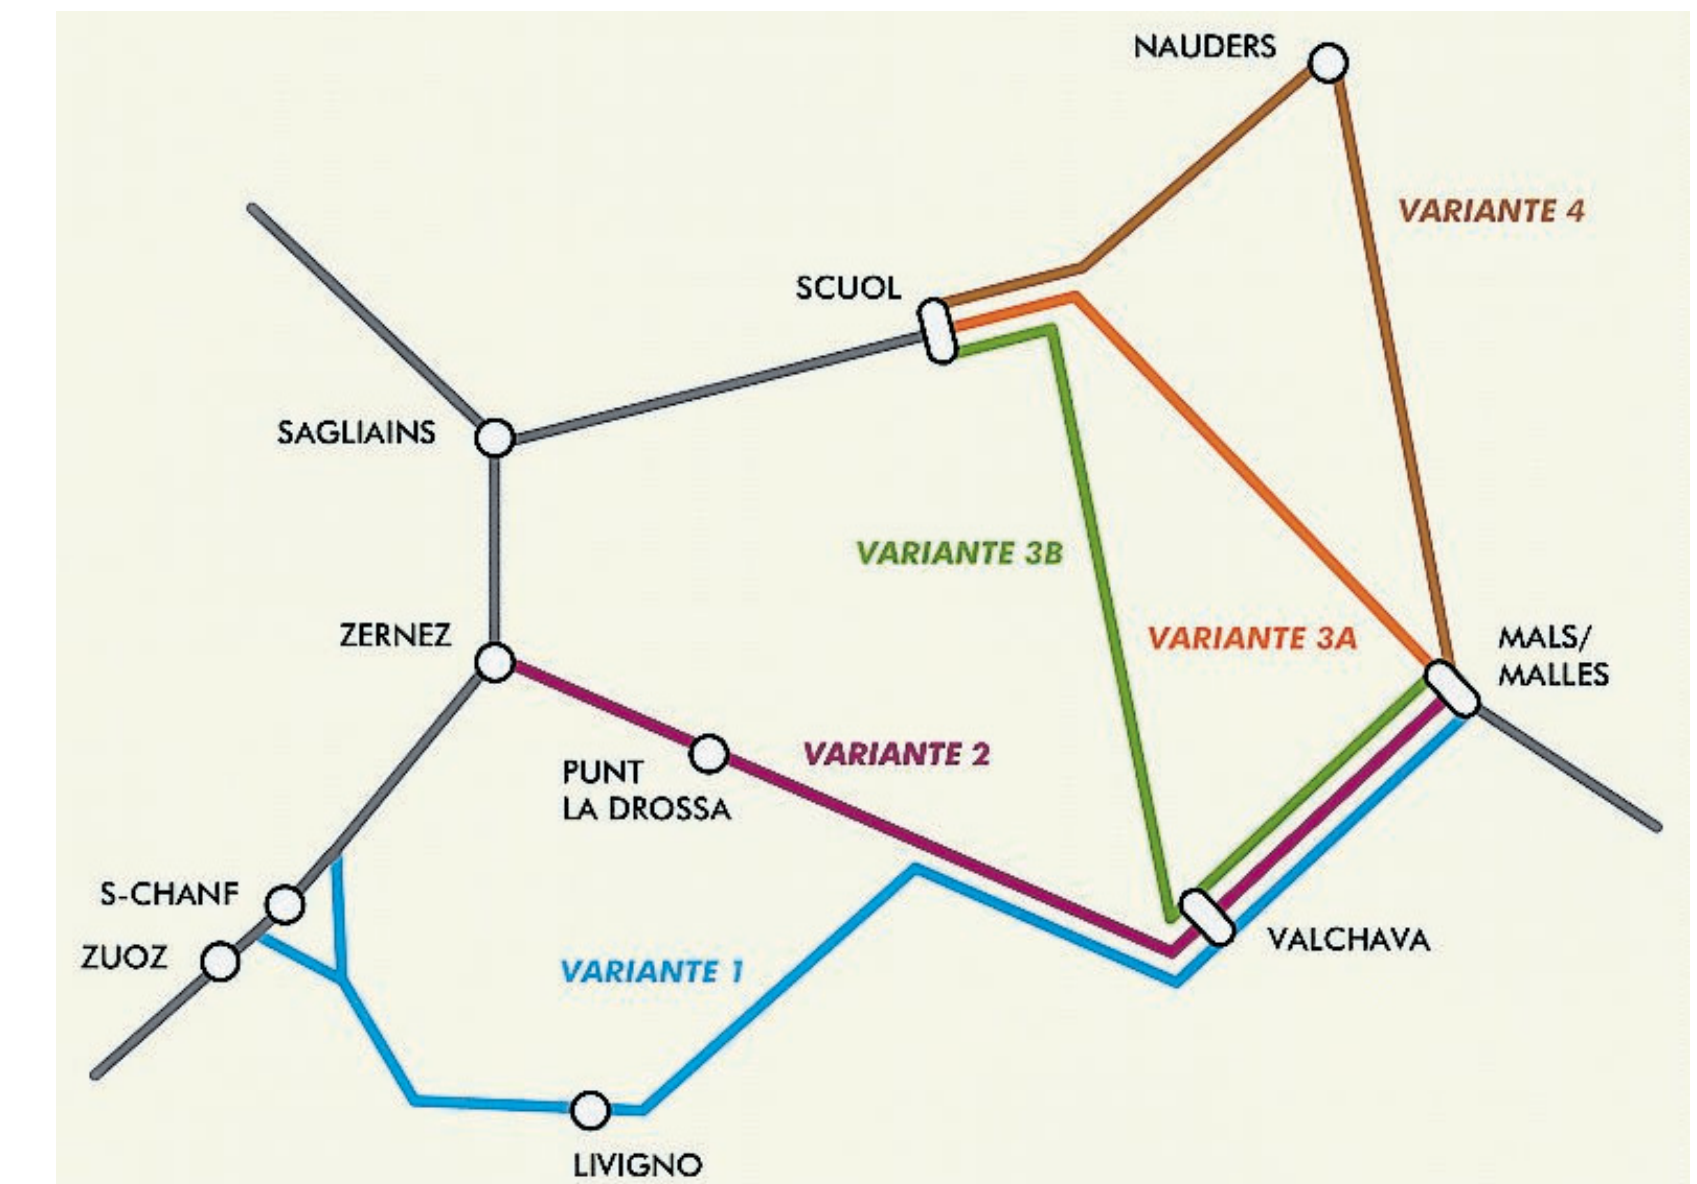 NAUDERS
VARIANTE 4
SCUOL
SAGLIAINS
VARIANTE 3B
ZERNEZ
VARIANTE 3A
MALS/
MALLES
VARIANTE 2
PUNT
LA DROSSA
S-CHANF
ZUOZ
VALCHAVA
VARIANTE 1
LIVIGNO